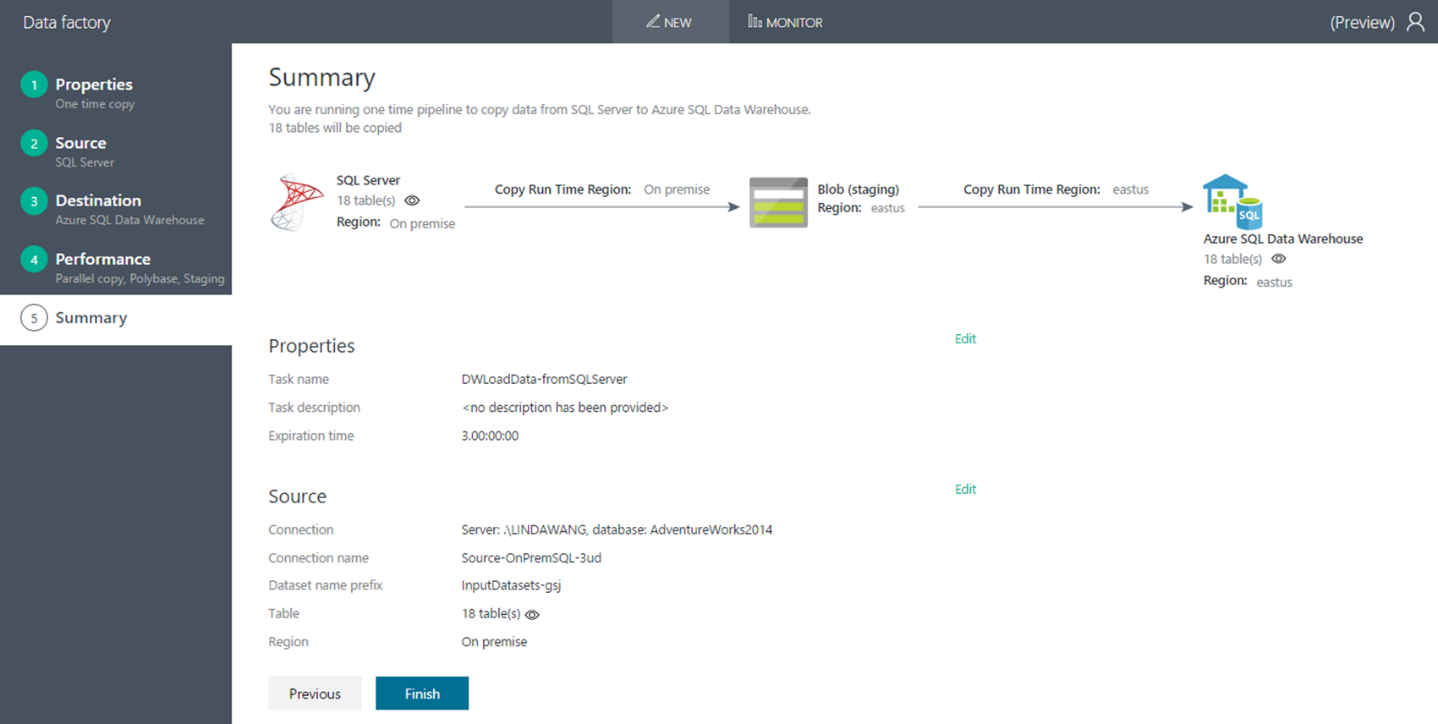 Data factory
NEW
MONITOR
(Preview)
1 Properties
One time copy
2 Source
SQL Server
3 Destination
Azure SQL Data Warehouse
4 Performance
Parallel copy, Polybase, Staging
5 Summary
Summary
You are running one time pipeline to copy data from SQL Server to Azure SQL Data Warehouse.
18 tables will be copied
SQL Server
18 table(s)
Region: On premise
Copy Run Time Region: On premise
Blob (staging)
Region: eastus
Copy Run Time Region: eastus
SQL
Azure SQL Data Warehouse
18 table(s)
Region: eastus
Properties Edit
Task name DWLoadData-fromSQLServer
Task description <no description has been provided>
Expiration time 3.00:00:00
Source Edit
Connection Server: .\LINDAWANG, database: AdventureWorks2014
Connection name Source-OnPremSQL-3ud
Dataset name prefix InputDatasets-gsj
Table 18 table(s)
Region On premise
Previous Finish